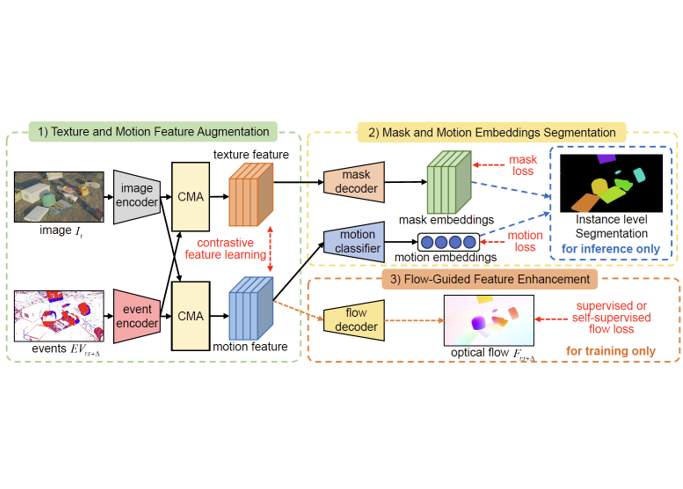 1) Texture and Motion Feature Augmentation
image I_t
image
encoder
CMA
texture feature
contrastive
feature learning
events EV_{t:t+Δ}
event
encoder
CMA
motion feature
2) Mask and Motion Embeddings Segmentation
mask
decoder
mask embeddings
mask
loss
motion
classifier
motion embeddings
motion
loss
Instance level
Segmentation
for inference only
3) Flow-Guided Feature Enhancement
flow
decoder
optical flow F_{t:t+Δ}
supervised or
self-supervised
flow loss
for training only